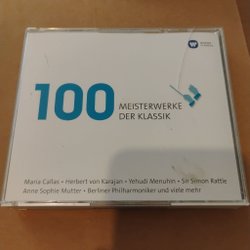 100 MEISTERWERKE
DER KLASSIK
Maria Callas • Herbert von Karajan • Yehudi Menuhin • Sir Simon Rattle
Anne Sophie Mutter • Berliner Philharmoniker und viele mehr